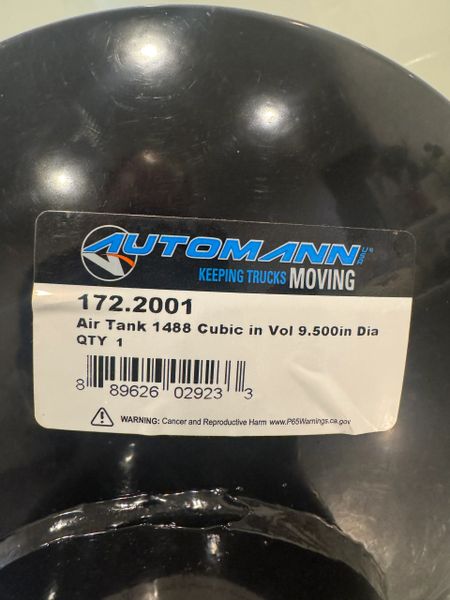 AUTOMANN USA
KEEPING TRUCKS MOVING
172.2001
Air Tank 1488 Cubic in Vol 9.500in Dia
QTY 1
8 89626 02923 3
WARNING: Cancer and Reproductive Harm www.P65Warnings.ca.gov